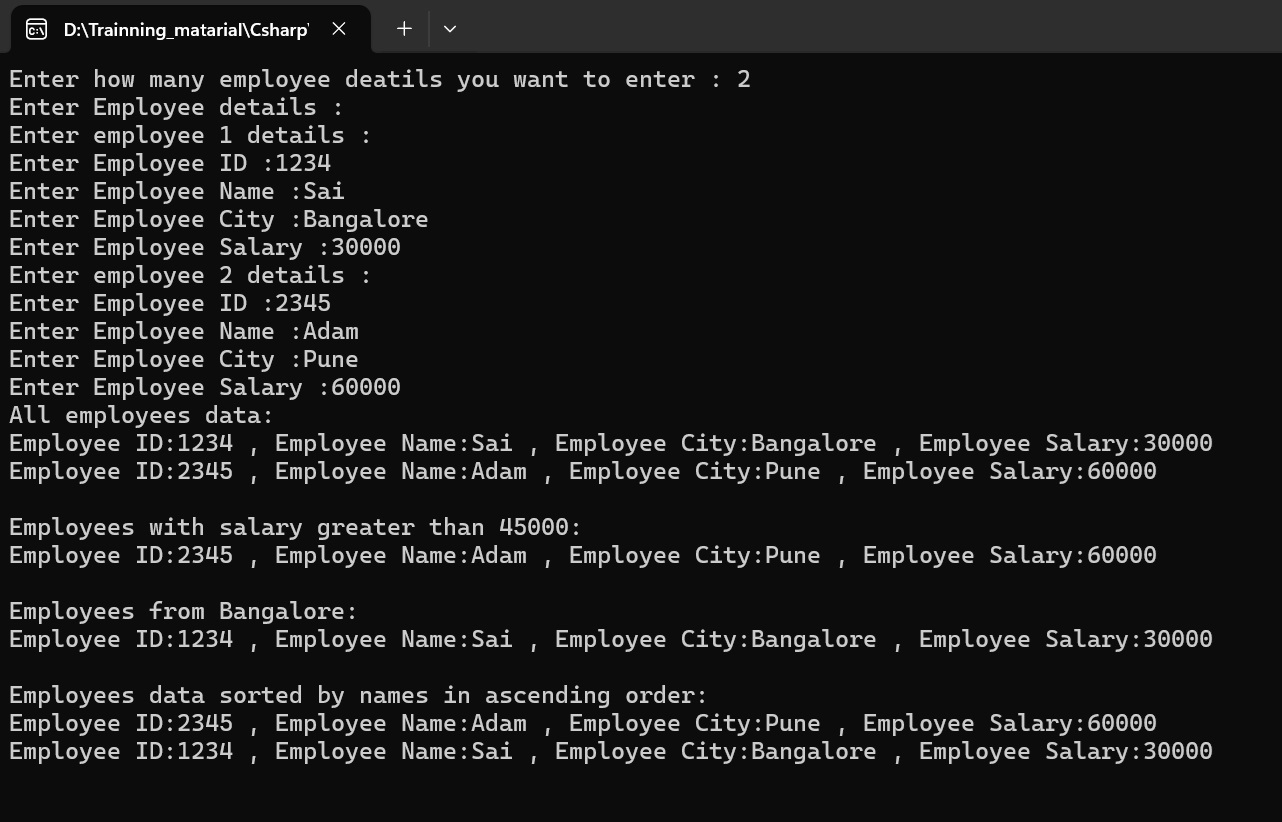 D:\Trainning_matarial\Csharp\
Enter how many employee deatils you want to enter : 2
Enter Employee details :
Enter employee 1 details :
Enter Employee ID :1234
Enter Employee Name :Sai
Enter Employee City :Bangalore
Enter Employee Salary :30000
Enter employee 2 details :
Enter Employee ID :2345
Enter Employee Name :Adam
Enter Employee City :Pune
Enter Employee Salary :60000
All employees data:
Employee ID:1234 , Employee Name:Sai , Employee City:Bangalore , Employee Salary:30000
Employee ID:2345 , Employee Name:Adam , Employee City:Pune , Employee Salary:60000
Employees with salary greater than 45000:
Employee ID:2345 , Employee Name:Adam , Employee City:Pune , Employee Salary:60000
Employees from Bangalore:
Employee ID:1234 , Employee Name:Sai , Employee City:Bangalore , Employee Salary:30000
Employees data sorted by names in ascending order:
Employee ID:2345 , Employee Name:Adam , Employee City:Pune , Employee Salary:60000
Employee ID:1234 , Employee Name:Sai , Employee City:Bangalore , Employee Salary:30000